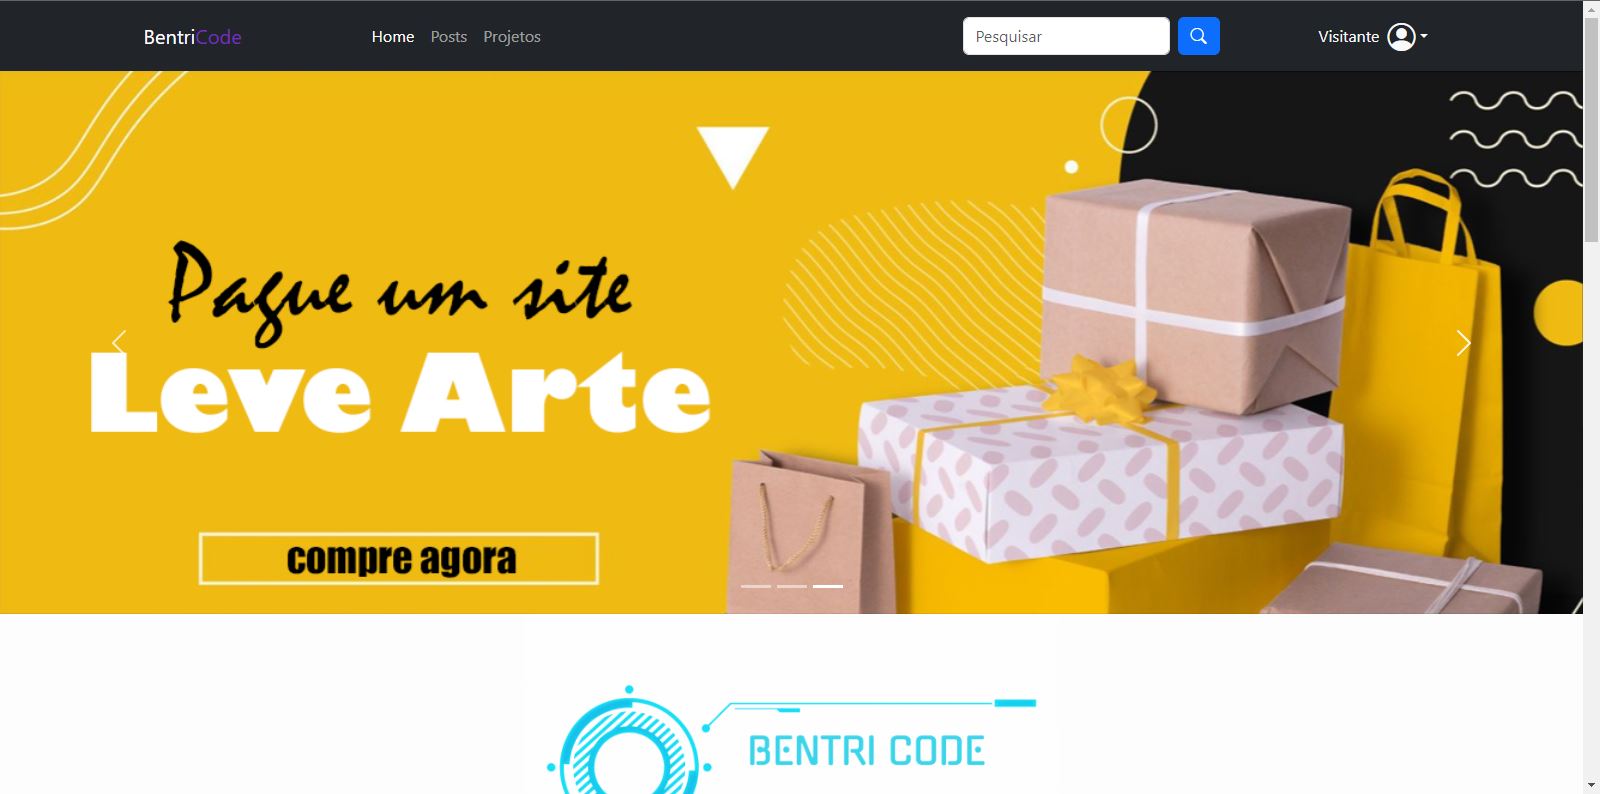 BentriCode
Home Posts Projetos
Pesquisar
Visitante
Pague um site
Leve Arte
compre agora
BENTRI CODE